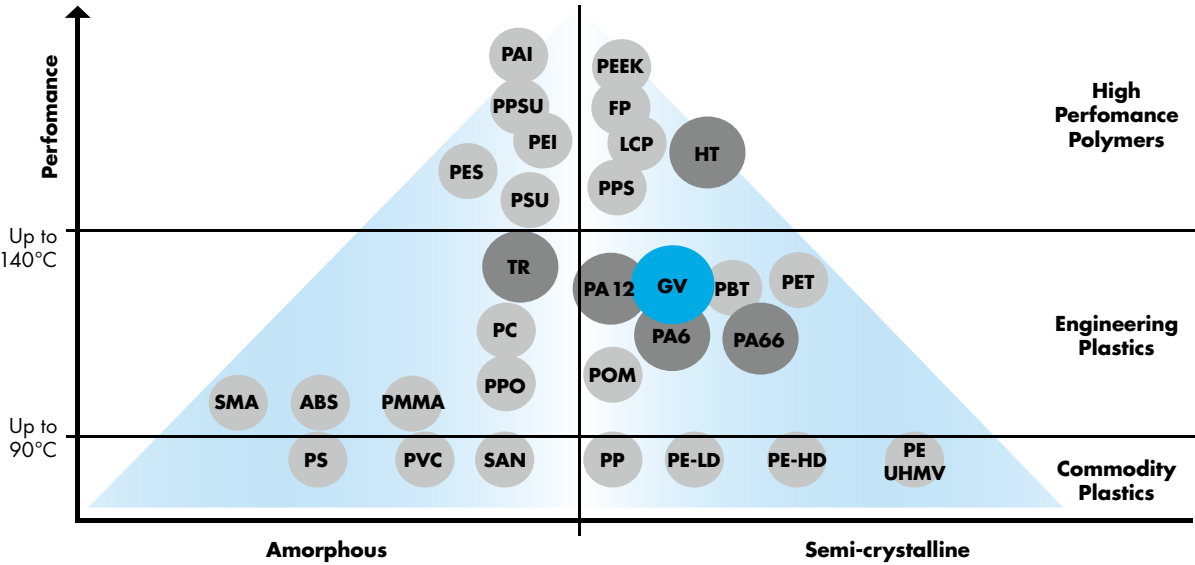 Perfomance
PAI
PEEK
High
Perfomance
Polymers
PPSU
FP
PEI
LCP
HT
PES
PPS
PSU
Up to
140°C
TR
PA 12
GV
PBT
PET
PC
PA6
PA66
Engineering
Plastics
PPO
POM
SMA
ABS
PMMA
Up to
90°C
PS
PVC
SAN
PP
PE-LD
PE-HD
PE
UHMV
Commodity
Plastics
Amorphous
Semi-crystalline